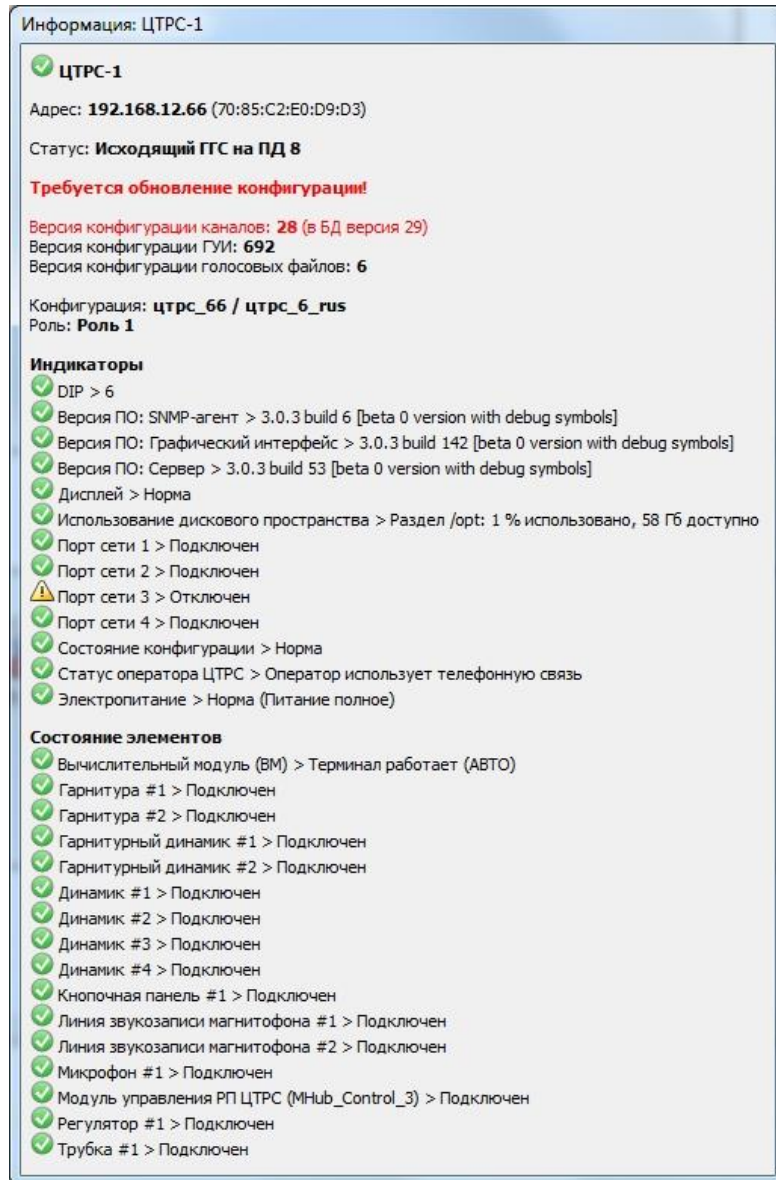 Информация: ЦТРС-1
ЦТРС-1
Адрес: 192.168.12.66 (70:85:C2:E0:D9:D3)
Статус: Исходящий ГГС на ПД 8
Требуется обновление конфигурации!
Версия конфигурации каналов: 28 (в БД версия 29)
Версия конфигурации ГУИ: 692
Версия конфигурации голосовых файлов: 6
Конфигурация: цтрс_66 / цтрс_6_rus
Роль: Роль 1
Индикаторы
DIP > 6
Версия ПО: SNMP-агент > 3.0.3 build 6 [beta 0 version with debug symbols]
Версия ПО: Графический интерфейс > 3.0.3 build 142 [beta 0 version with debug symbols]
Версия ПО: Сервер > 3.0.3 build 53 [beta 0 version with debug symbols]
Дисплей > Норма
Использование дискового пространства > Раздел /opt: 1 % использовано, 58 Гб доступно
Порт сети 1 > Подключен
Порт сети 2 > Подключен
Порт сети 3 > Отключен
Порт сети 4 > Подключен
Состояние конфигурации > Норма
Статус оператора ЦТРС > Оператор использует телефонную связь
Электропитание > Норма (Питание полное)
Состояние элементов
Вычислительный модуль (ВМ) > Терминал работает (АВТО)
Гарнитура #1 > Подключен
Гарнитура #2 > Подключен
Гарнитурный динамик #1 > Подключен
Гарнитурный динамик #2 > Подключен
Динамик #1 > Подключен
Динамик #2 > Подключен
Динамик #3 > Подключен
Динамик #4 > Подключен
Кнопочная панель #1 > Подключен
Линия звукозаписи магнитофона #1 > Подключен
Линия звукозаписи магнитофона #2 > Подключен
Микрофон #1 > Подключен
Модуль управления РП ЦТРС (MHub_Control_3) > Подключен
Регулятор #1 > Подключен
Трубка #1 > Подключен